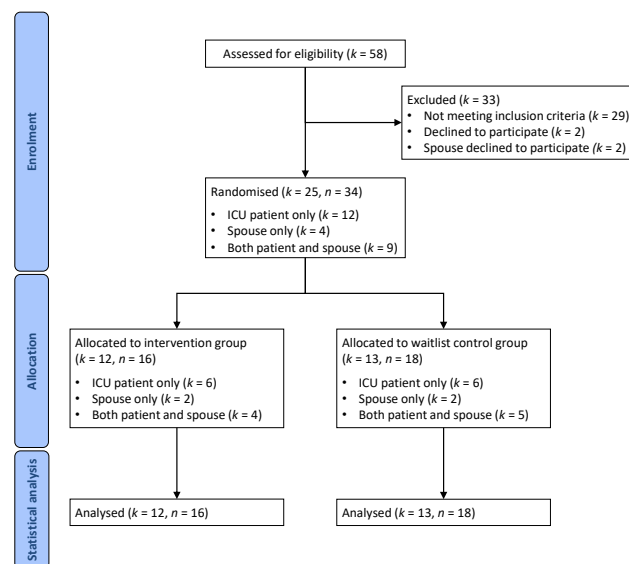 Enrolment
Assessed for eligibility (k = 58)
Excluded (k = 33)
• Not meeting inclusion criteria (k = 29)
• Declined to participate (k = 2)
• Spouse declined to participate (k = 2)
Randomised (k = 25, n = 34)
• ICU patient only (k = 12)
• Spouse only (k = 4)
• Both patient and spouse (k = 9)
Allocation
Allocated to intervention group
(k = 12, n = 16)
• ICU patient only (k = 6)
• Spouse only (k = 2)
• Both patient and spouse (k = 4)
Allocated to waitlist control group
(k = 13, n = 18)
• ICU patient only (k = 6)
• Spouse only (k = 2)
• Both patient and spouse (k = 5)
Statistical analysis
Analysed (k = 12, n = 16)
Analysed (k = 13, n = 18)